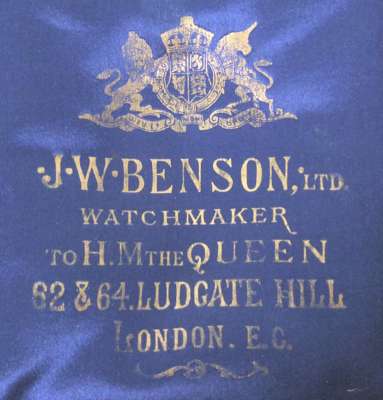 ·J·W·BENSON, LTD.
WATCHMAKER
TO H.M THE QUEEN
62 & 64. LUDGATE HILL
LONDON. E.C.